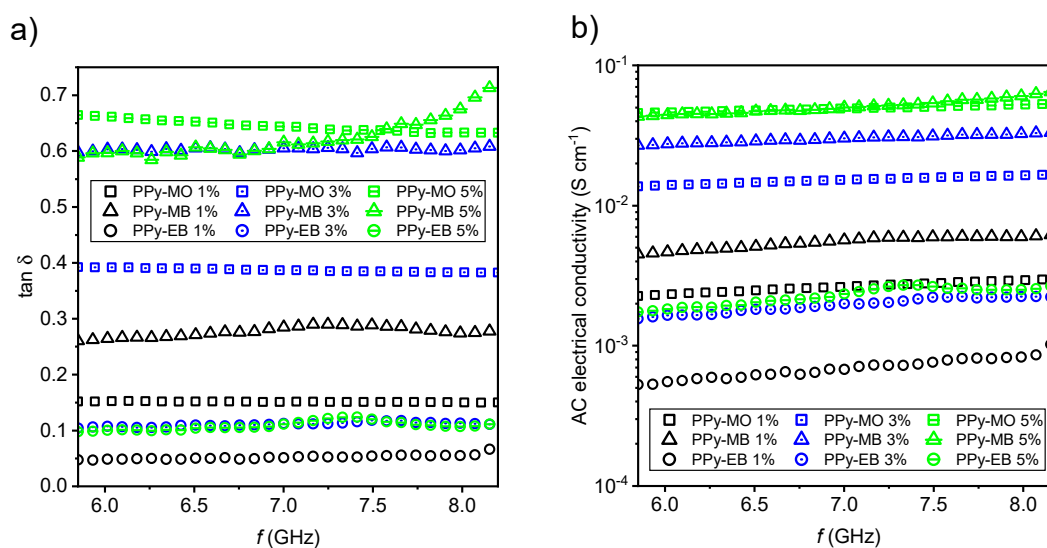 a)
0.7
0.6
0.5
0.4
0.3
0.2
0.1
0.0
tan δ
PPy-MO 1% PPy-MO 3% PPy-MO 5%
PPy-MB 1% PPy-MB 3% PPy-MB 5%
PPy-EB 1% PPy-EB 3% PPy-EB 5%
6.0 6.5 7.0 7.5 8.0
f (GHz)
b)
10⁻¹
10⁻²
10⁻³
10⁻⁴
AC electrical conductivity (S cm⁻¹)
PPy-MO 1% PPy-MO 3% PPy-MO 5%
PPy-MB 1% PPy-MB 3% PPy-MB 5%
PPy-EB 1% PPy-EB 3% PPy-EB 5%
6.0 6.5 7.0 7.5 8.0
f (GHz)